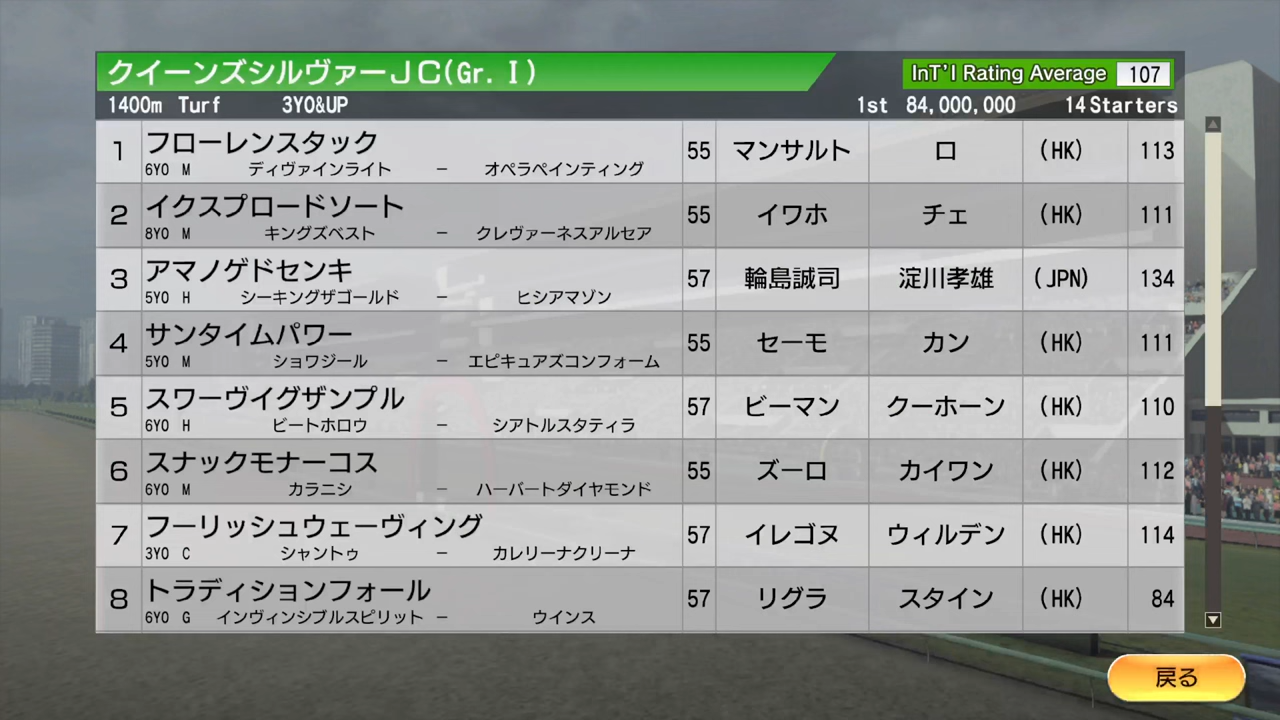 クイーンズシルヴァーJC(Gr.Ⅰ)
InT'l Rating Average 107
1400m Turf 3YO&UP 1st 84,000,000 14Starters
1 フローレンスタック 55 マンサルト ロ (HK) 113
6YO M ディヴァインライト － オペラペインティング
2 イクスプロードソート 55 イワホ チェ (HK) 111
8YO M キングズベスト － クレヴァーネスアルセア
3 アマノゲドセンキ 57 輪島誠司 淀川孝雄 (JPN) 134
5YO H シーキングザゴールド － ヒシアマゾン
4 サンタイムパワー 55 セーモ カン (HK) 111
5YO M ショワジール － エピキュアズコンフォーム
5 スワーヴイグザンプル 57 ビーマン クーホーン (HK) 110
6YO H ビートホロウ － シアトルスタティラ
6 スナックモナーコス 55 ズーロ カイワン (HK) 112
6YO M カラニシ － ハーバートダイヤモンド
7 フーリッシュウェーヴィング 57 イレゴヌ ウィルデン (HK) 114
3YO C シャントゥ － カレリーナクリーナ
8 トラディションフォール 57 リグラ スタイン (HK) 84
6YO G インヴィンシブルスピリット － ウインス
戻る